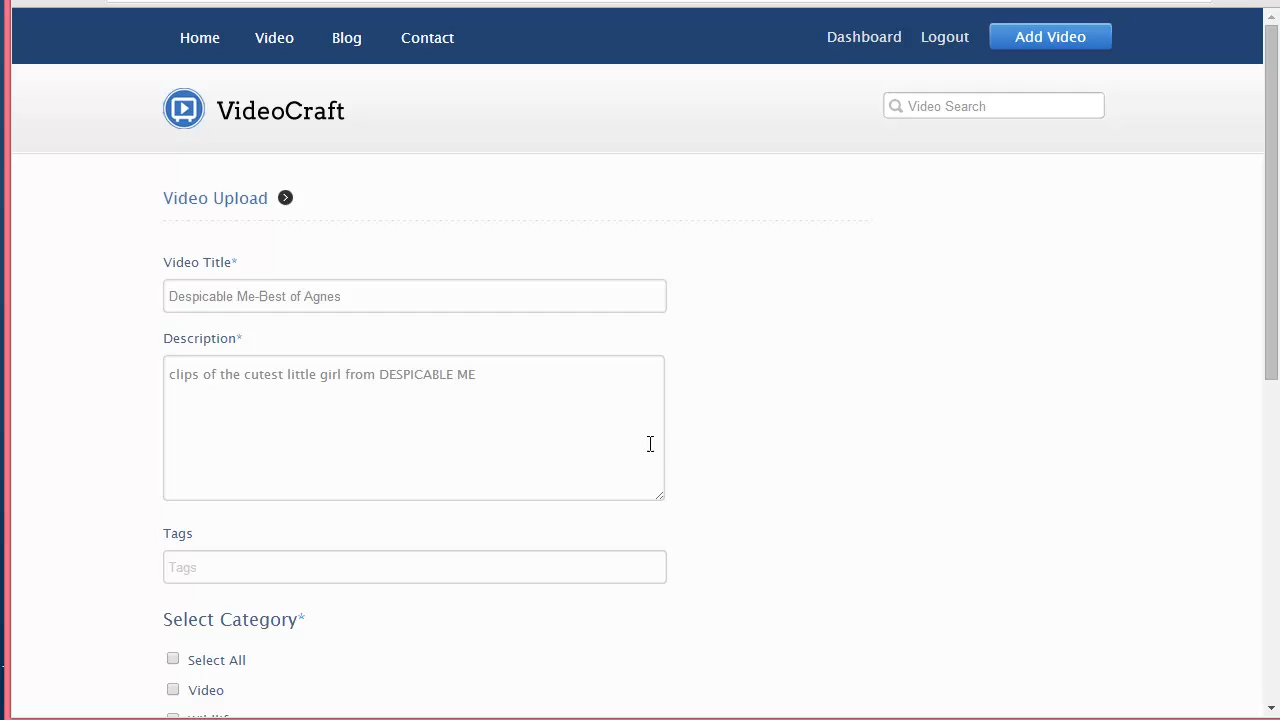 Home Video Blog Contact Dashboard Logout Add Video
VideoCraft Video Search
Video Upload
Video Title*
Despicable Me-Best of Agnes
Description*
clips of the cutest little girl from DESPICABLE ME
Tags
Tags
Select Category*
Select All
Video